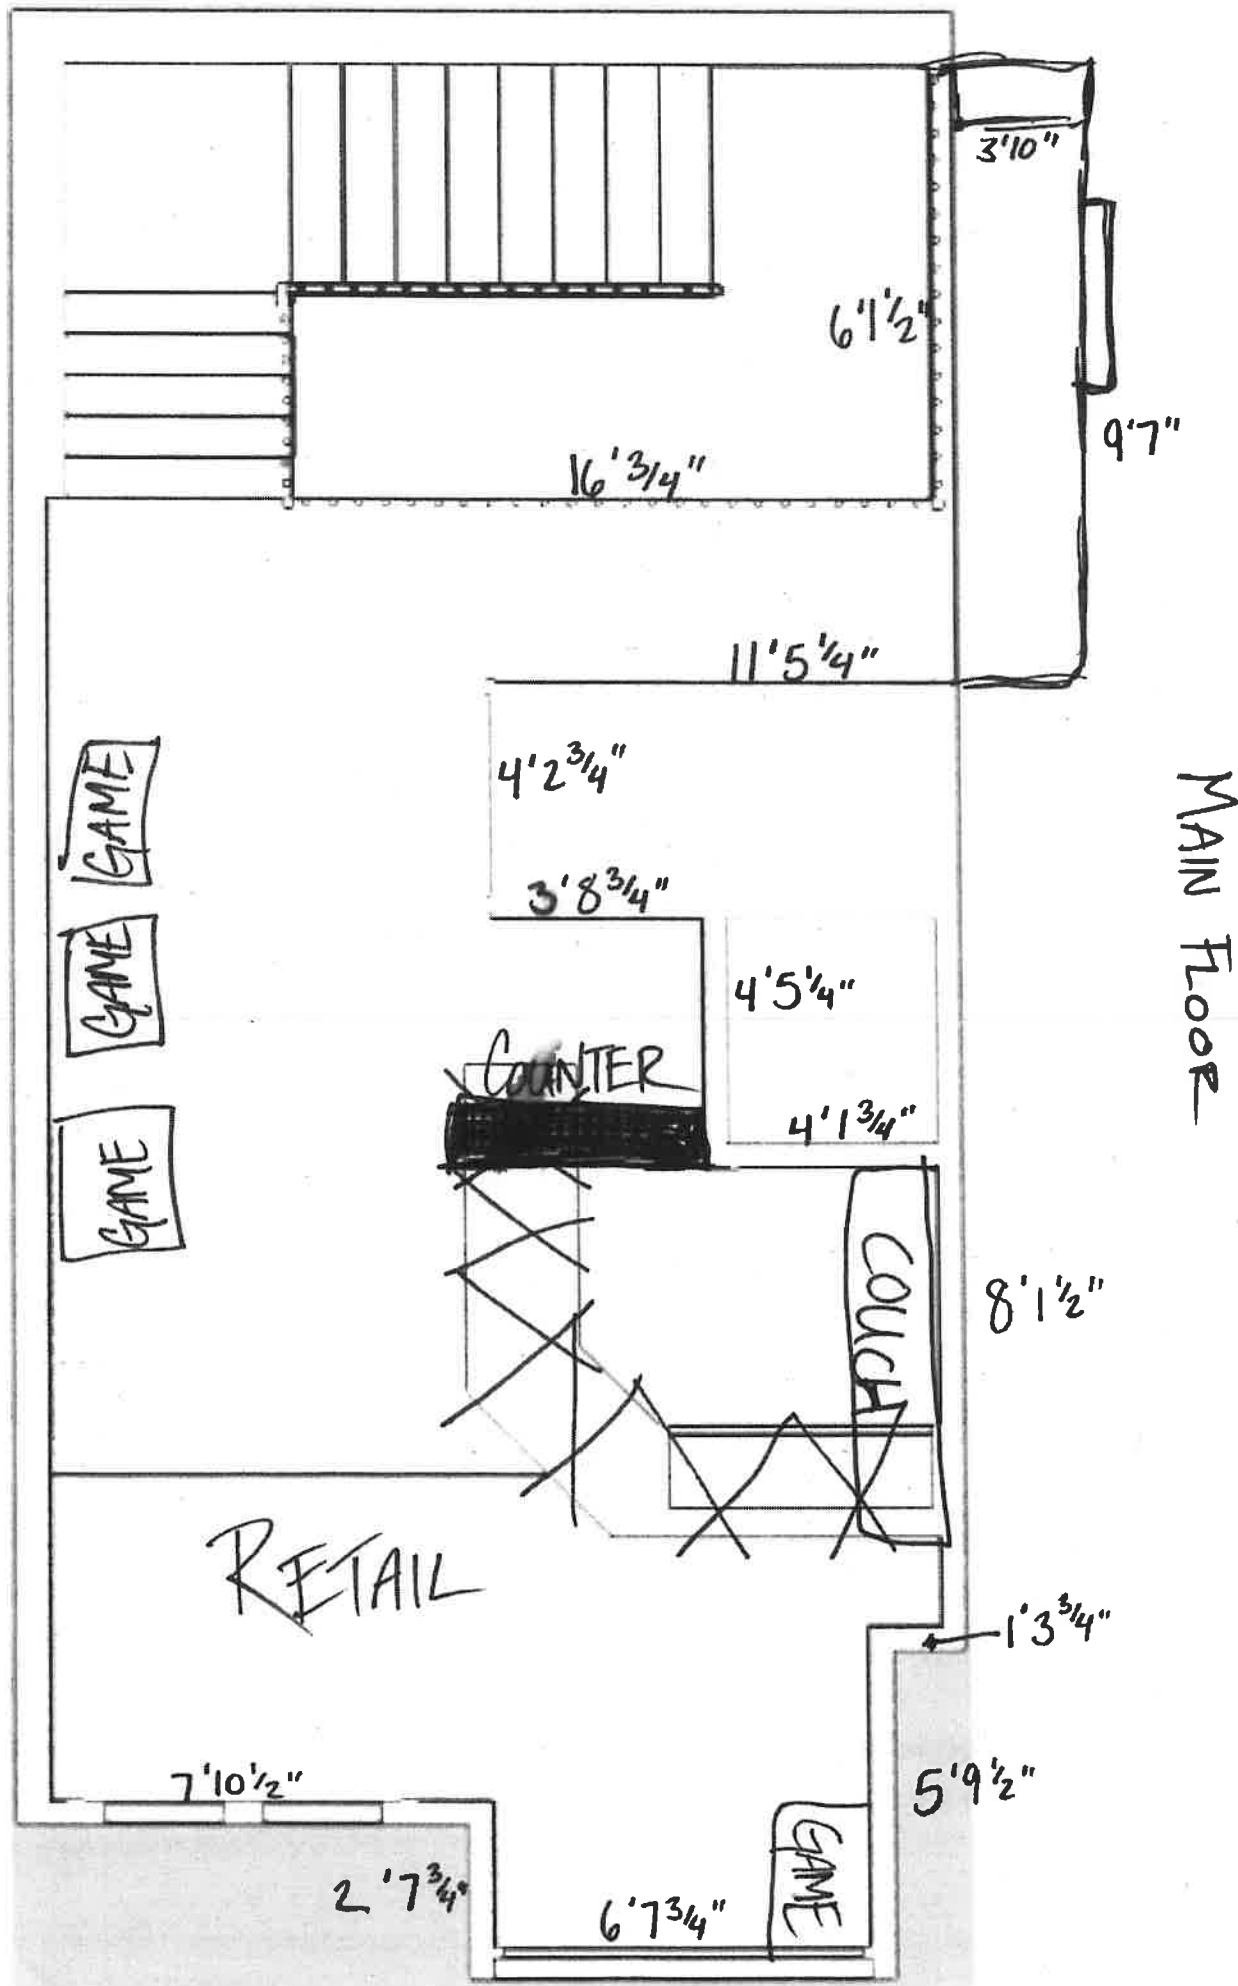 3'10"
6'1½"
9'7"
16'¾"
11'5¼"
4'2¾"
GAME
MAIN FLOOR
3'8¾"
GAME
4'5¼"
COUNTER
4'1¾"
GAME
COUCH
8'1½"
RETAIL
1'3¾"
7'10½"
5'9½"
GAME
2'7¾"
6'7¾"